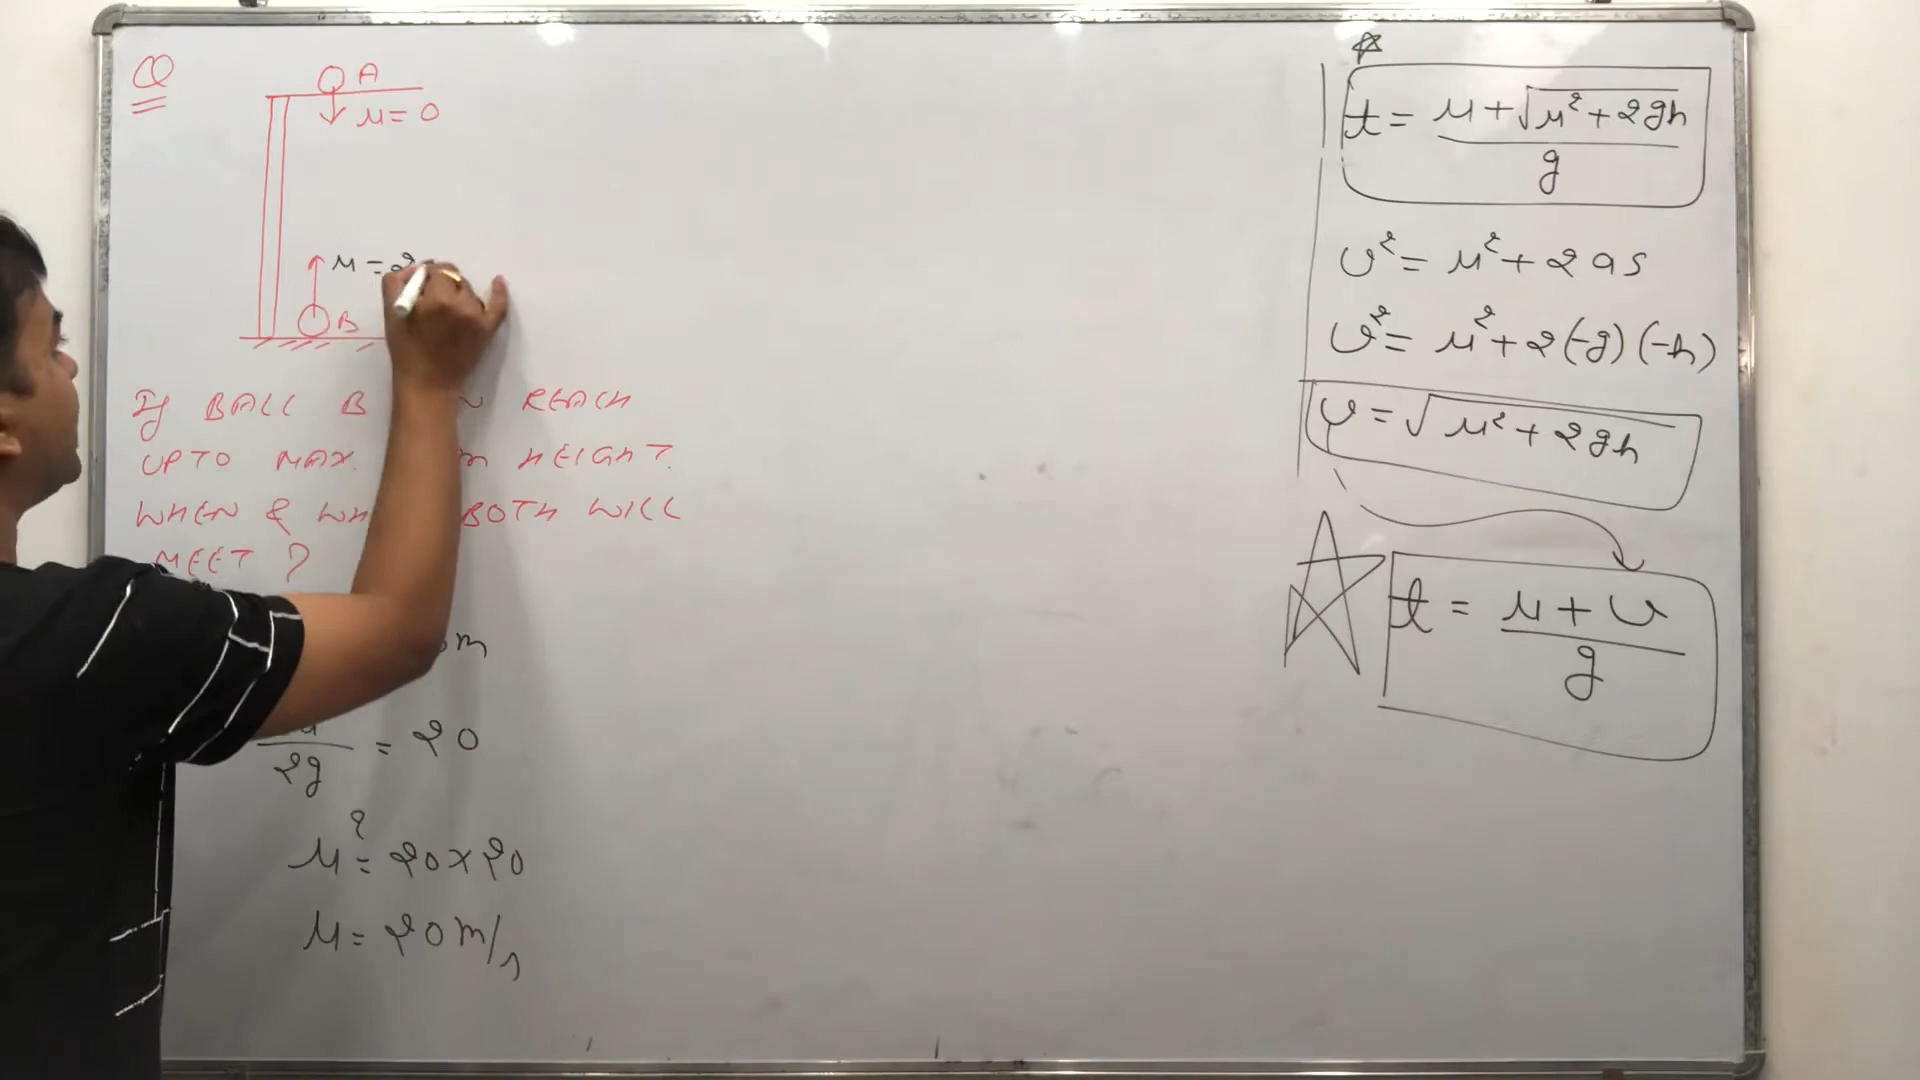 Q
A
u = 0
u = 2
B
If BALL B REACH
UPTO MAX. HEIGHT.
WHEN & BOTH WILL
MEET ?
m
2g = 20
u² = 20 x 20
u = 20 m/s
t = u + √u² + 2gh / g
v² = u² + 2as
v² = u² + 2(-g)(-h)
v = √u² + 2gh
t = u + v / g